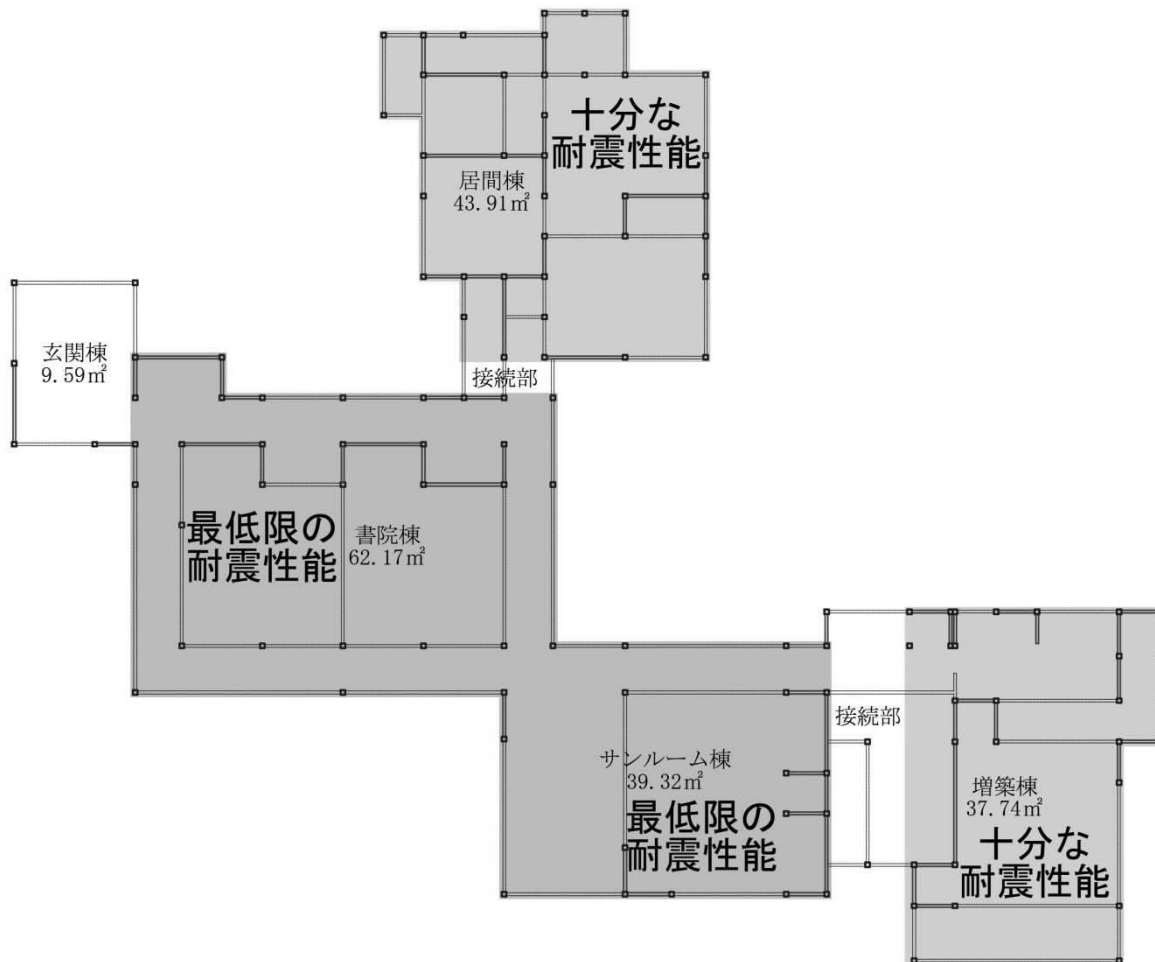 十分な
耐震性能
居間棟
43.91㎡
玄関棟
9.59㎡
接続部
最低限の
耐震性能
書院棟
62.17㎡
接続部
サンルーム棟
39.32㎡
最低限の
耐震性能
増築棟
37.74㎡
十分な
耐震性能